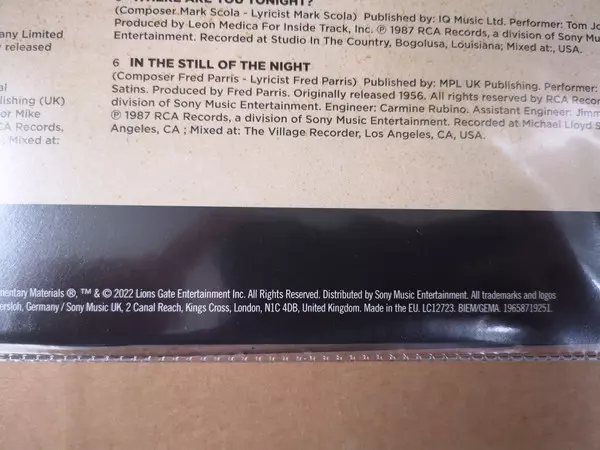 WHERE ARE YOU TONIGHT?
(Composer Mark Scola - Lyricist Mark Scola) Published by: IQ Music Ltd. Performer: Tom Jo
Produced by Leon Medica For Inside Track, Inc. ℗ 1987 RCA Records, a division of Sony Mus
Entertainment. Recorded at Studio In The Country, Bogolusa, Louisiana; Mixed at:, USA.
6 IN THE STILL OF THE NIGHT
(Composer Fred Parris - Lyricist Fred Parris) Published by: MPL UK Publishing. Performer:
Satins. Produced by Fred Parris. Originally released 1956. All rights reserved by RCA Recor
division of Sony Music Entertainment. Engineer: Carmine Rubino. Assistant Engineer: Jimm
℗ 1987 RCA Records, a division of Sony Music Entertainment. Recorded at Michael Lloyd S
Angeles, CA ; Mixed at: The Village Recorder, Los Angeles, CA, USA.
any Limited
released
al
lishing (UK)
or Mike
CA Records,
Mixed at:
mentary Materials ®, ™ & © 2022 Lions Gate Entertainment Inc. All Rights Reserved. Distributed by Sony Music Entertainment. All trademarks and logos
ersloh, Germany / Sony Music UK, 2 Canal Reach, Kings Cross, London, N1C 4DB, United Kingdom. Made in the EU. LC12723. BIEM/GEMA. 19658719251.